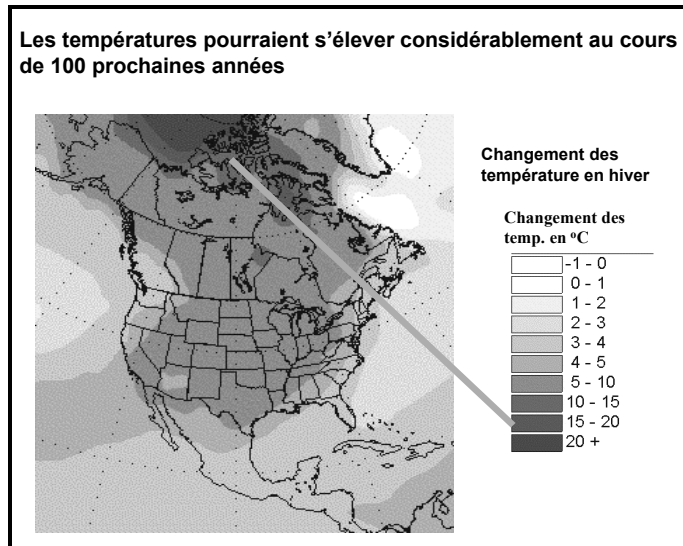 Les températures pourraient s’élever considérablement au cours
de 100 prochaines années
Changement des
température en hiver
Changement des
temp. en ºC
-1 - 0
0 - 1
1 - 2
2 - 3
3 - 4
4 - 5
5 - 10
10 - 15
15 - 20
20 +